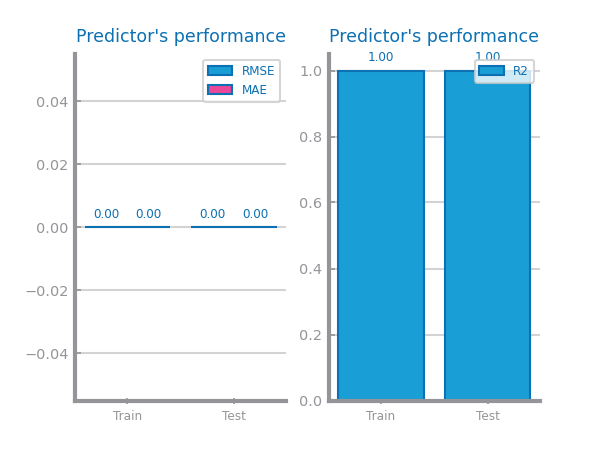 Predictor's performance
RMSE
MAE
0.04
0.02
0.00
−0.02
−0.04
0.00 0.00 0.00 0.00
Train Test
Predictor's performance
1.00 1.00
R2
1.0
0.8
0.6
0.4
0.2
0.0
Train Test